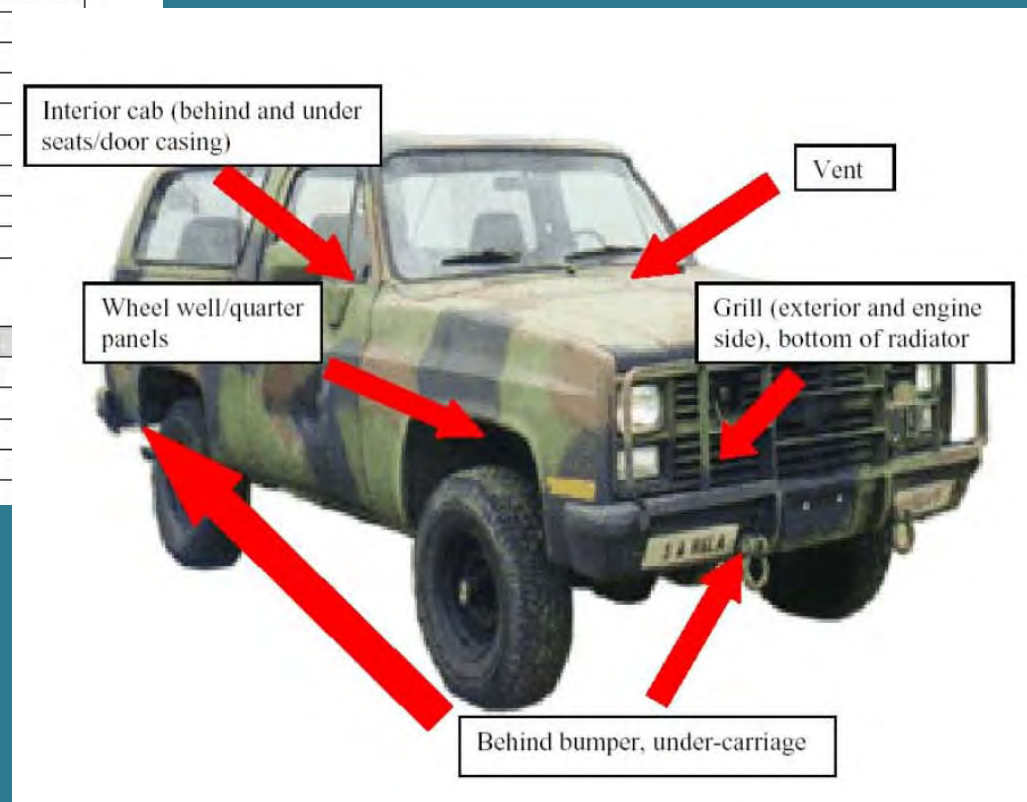 Interior cab (behind and under
seats/door casing)
Vent
Wheel well/quarter
panels
Grill (exterior and engine
side), bottom of radiator
Behind bumper, under-carriage